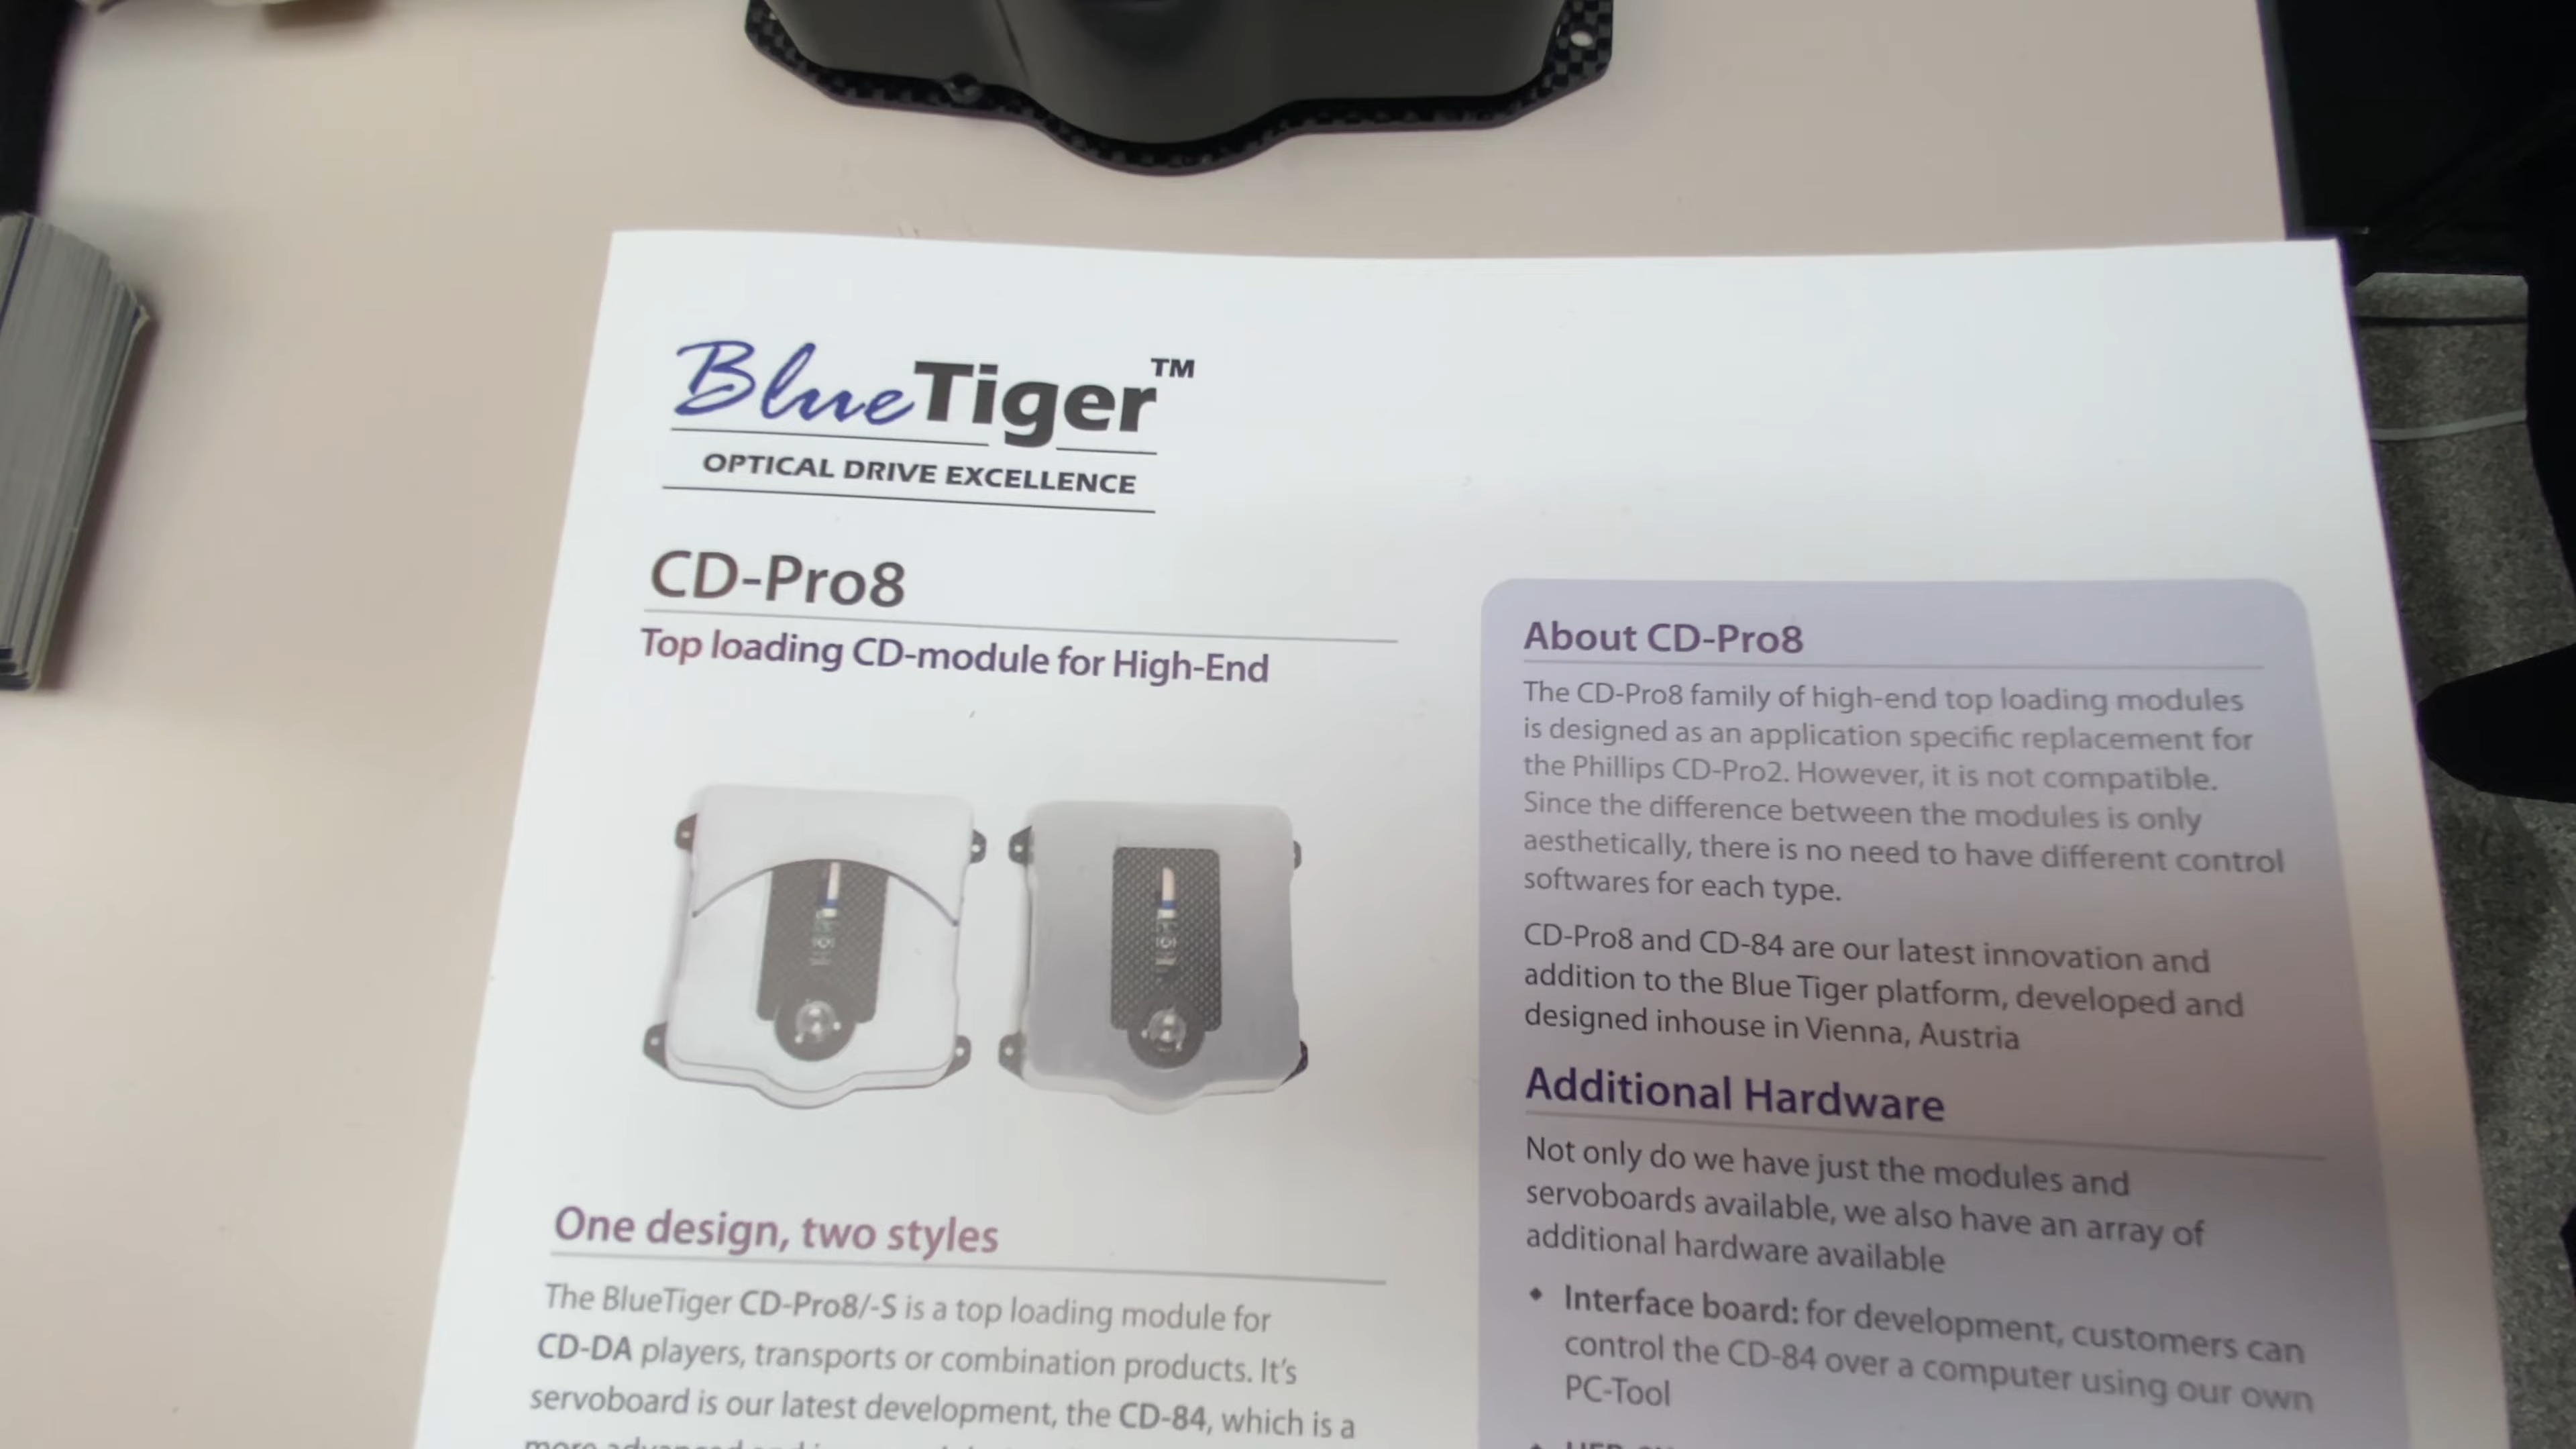 BlueTiger™
OPTICAL DRIVE EXCELLENCE
CD-Pro8
Top loading CD-module for High-End
One design, two styles
The BlueTiger CD-Pro8/-S is a top loading module for
CD-DA players, transports or combination products. It's
servoboard is our latest development, the CD-84, which is a
About CD-Pro8
The CD-Pro8 family of high-end top loading modules
is designed as an application specific replacement for
the Phillips CD-Pro2. However, it is not compatible.
Since the difference between the modules is only
aesthetically, there is no need to have different control
softwares for each type.
CD-Pro8 and CD-84 are our latest innovation and
addition to the Blue Tiger platform, developed and
designed inhouse in Vienna, Austria
Additional Hardware
Not only do we have just the modules and
servoboards available, we also have an array of
additional hardware available
◆ Interface board: for development, customers can
control the CD-84 over a computer using our own
PC-Tool